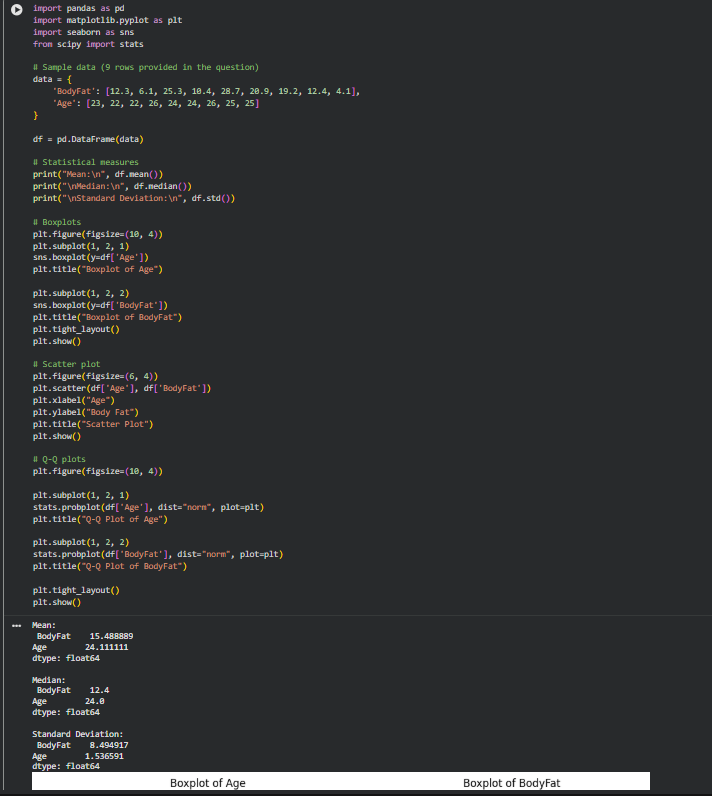 import pandas as pd
import matplotlib.pyplot as plt
import seaborn as sns
from scipy import stats

# Sample data (9 rows provided in the question)
data = {
    'BodyFat': [12.3, 6.1, 25.3, 10.4, 28.7, 20.9, 19.2, 12.4, 4.1],
    'Age': [23, 22, 22, 26, 24, 24, 26, 25, 25]
}

df = pd.DataFrame(data)

# Statistical measures
print("Mean:\n", df.mean())
print("\nMedian:\n", df.median())
print("\nStandard Deviation:\n", df.std())

# Boxplots
plt.figure(figsize=(10, 4))
plt.subplot(1, 2, 1)
sns.boxplot(y=df['Age'])
plt.title("Boxplot of Age")

plt.subplot(1, 2, 2)
sns.boxplot(y=df['BodyFat'])
plt.title("Boxplot of BodyFat")
plt.tight_layout()
plt.show()

# Scatter plot
plt.figure(figsize=(6, 4))
plt.scatter(df['Age'], df['BodyFat'])
plt.xlabel("Age")
plt.ylabel("Body Fat")
plt.title("Scatter Plot")
plt.show()

# Q-Q plots
plt.figure(figsize=(10, 4))

plt.subplot(1, 2, 1)
stats.probplot(df['Age'], dist="norm", plot=plt)
plt.title("Q-Q Plot of Age")

plt.subplot(1, 2, 2)
stats.probplot(df['BodyFat'], dist="norm", plot=plt)
plt.title("Q-Q Plot of BodyFat")

plt.tight_layout()
plt.show()
Mean:
 BodyFat    15.488889
Age        24.111111
dtype: float64

Median:
 BodyFat    12.4
Age        24.0
dtype: float64

Standard Deviation:
 BodyFat    8.494917
Age        1.536591
dtype: float64
Boxplot of Age
Boxplot of BodyFat